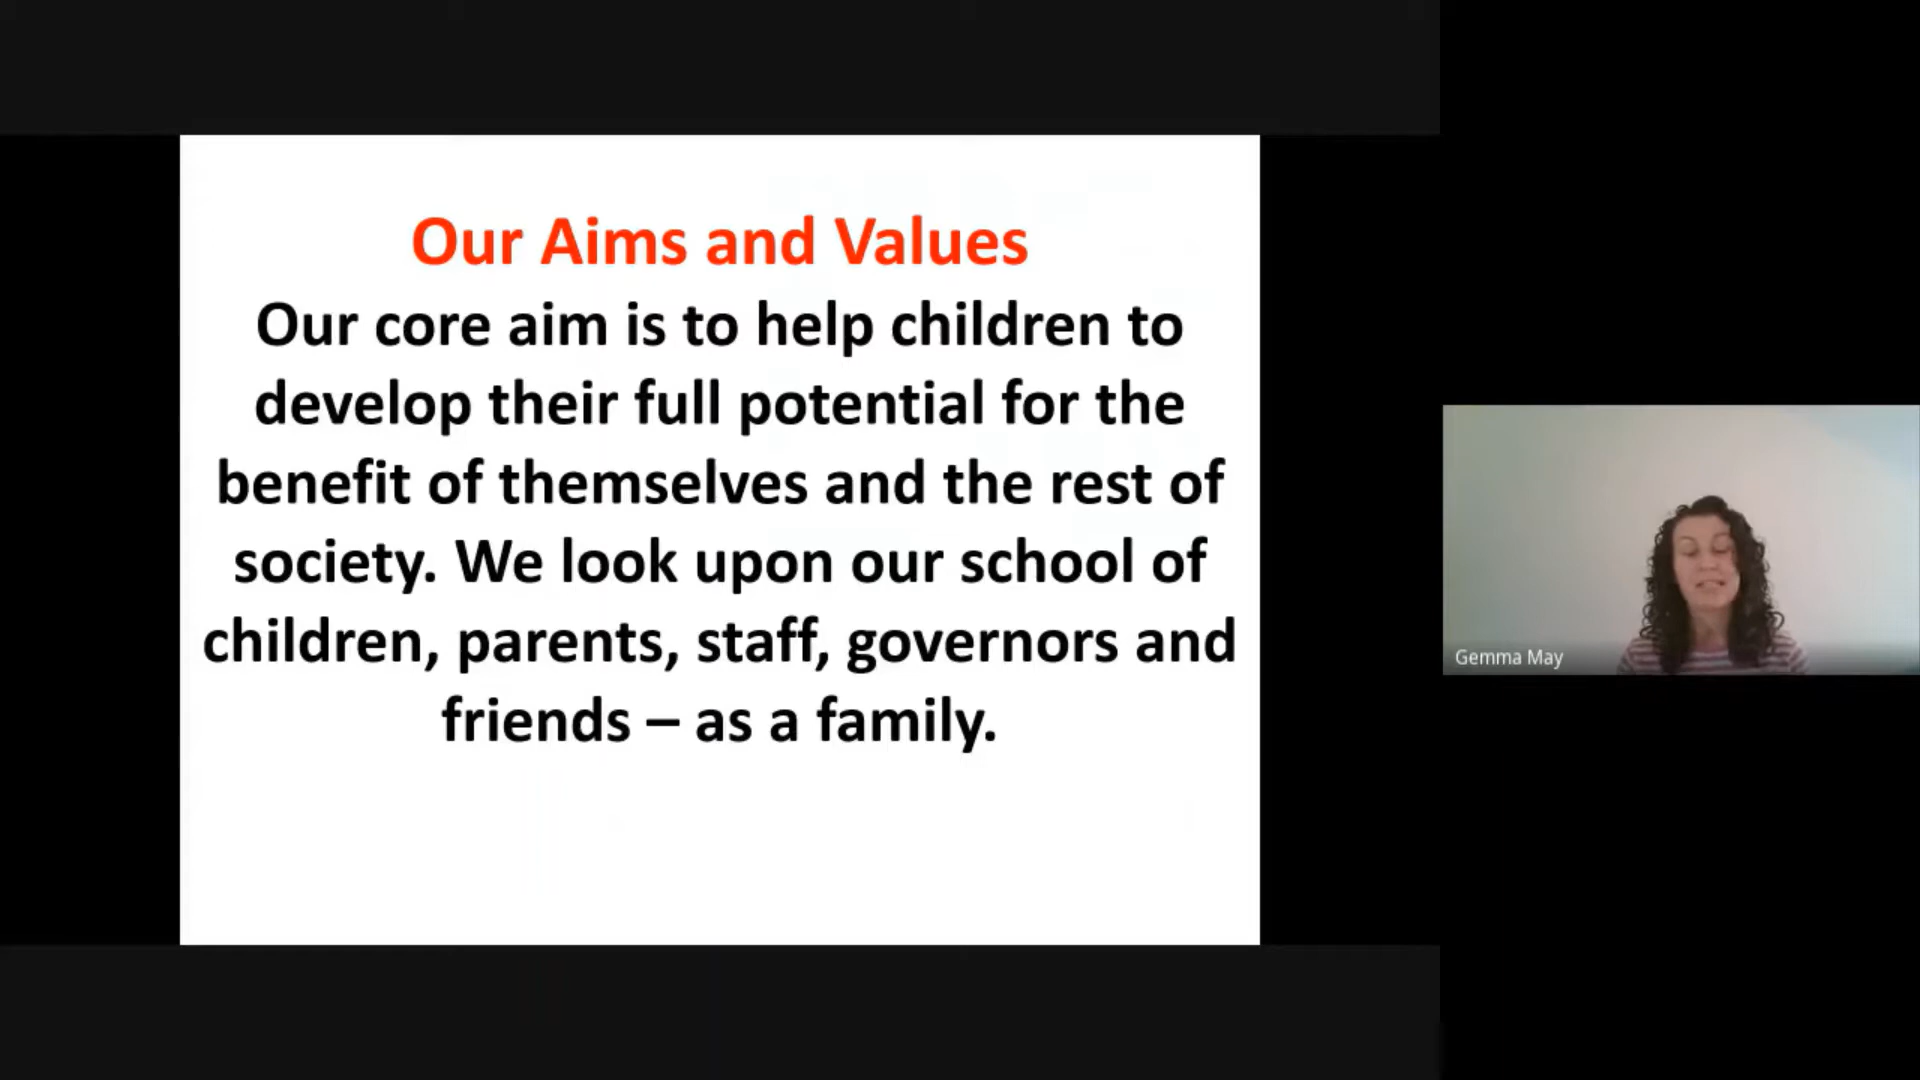 Our Aims and Values
Our core aim is to help children to
develop their full potential for the
benefit of themselves and the rest of
society. We look upon our school of
children, parents, staff, governors and
friends – as a family.
Gemma May